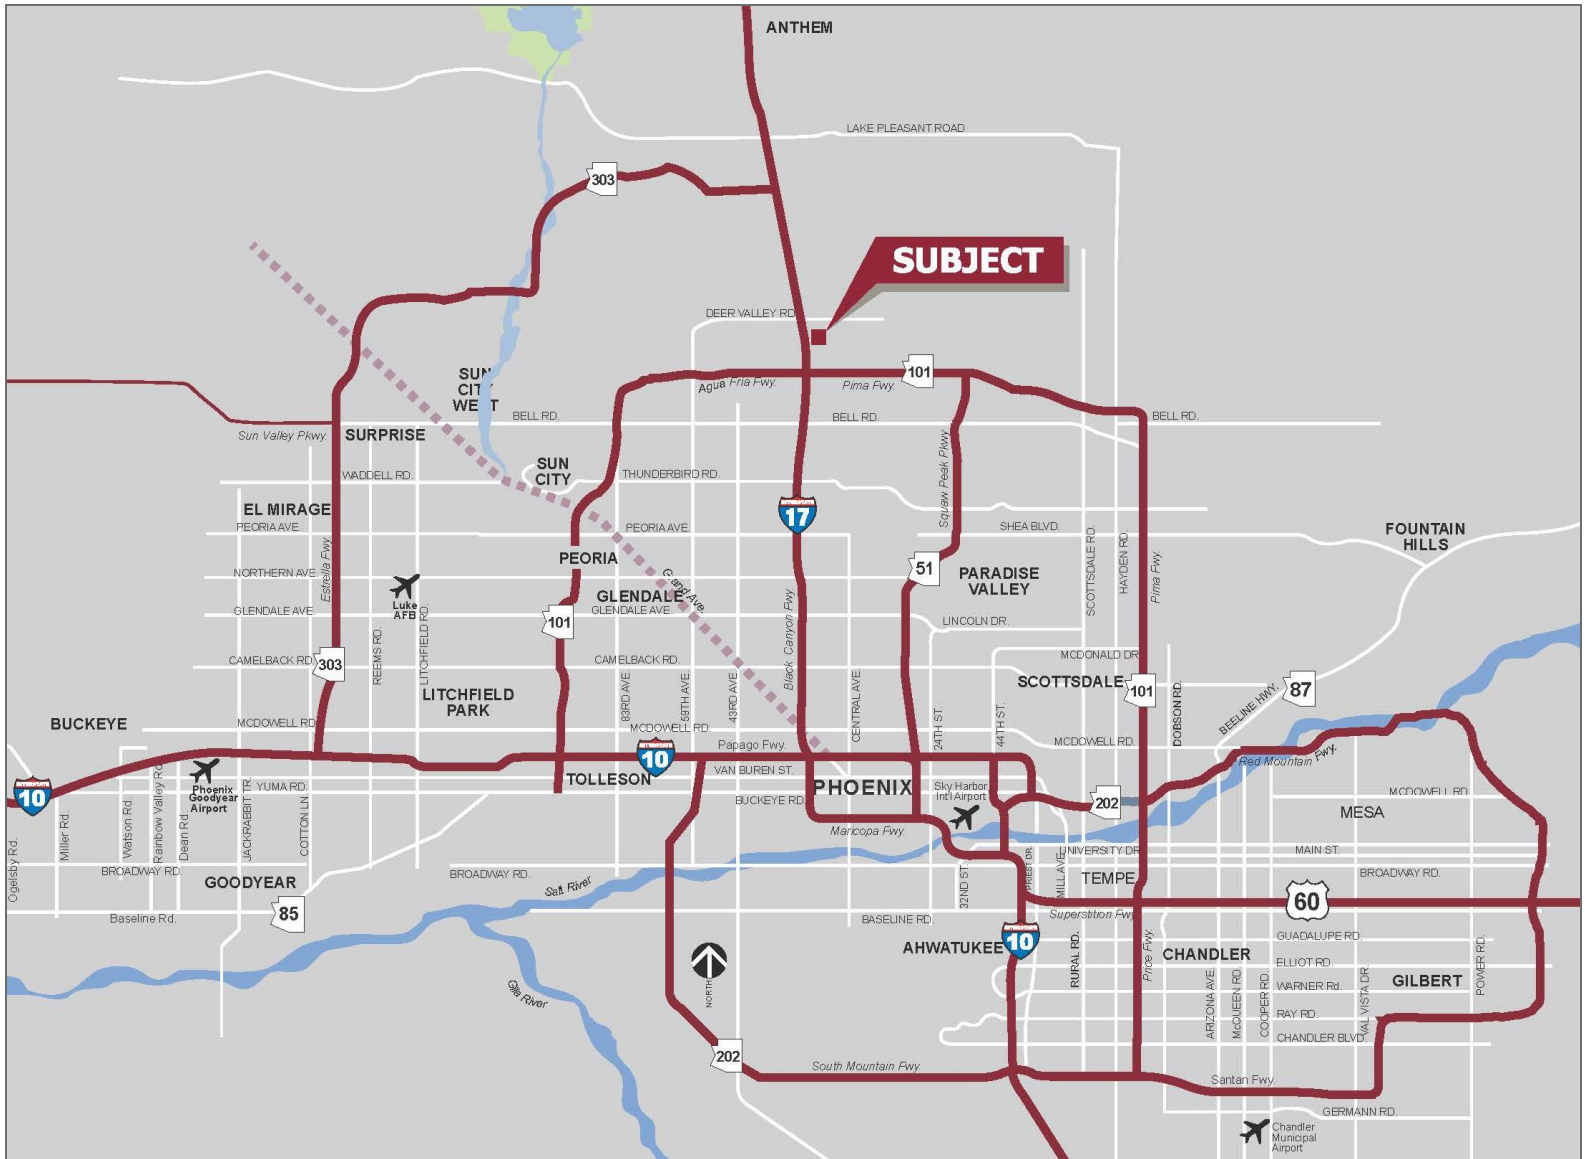 ANTHEM
LAKE PLEASANT ROAD
303
SUBJECT
DEER VALLEY RD.
SUN
CITY
WEST
Agua Fria Fwy.
Pima Fwy.
101
BELL RD.
BELL RD.
BELL RD.
Sun Valley Pkwy.
SURPRISE
WADDELL RD.
SUN
CITY
THUNDERBIRD RD.
Squaw Peak Pkwy
EL MIRAGE
PEORIA AVE.
PEORIA AVE.
17
SHEA BLVD.
SCOTTSDALE RD.
HAYDEN RD.
Pima Fwy.
FOUNTAIN
HILLS
Estrella Fwy.
NORTHERN AVE.
PEORIA
51
PARADISE
VALLEY
Luke
AFB
GLENDALE
Grand Ave.
GLENDALE AVE.
GLENDALE AVE.
LINCOLN DR.
101
Black Canyon Fwy.
REEMS RD.
LITCHFIELD RD.
CAMELBACK RD.
303
CAMELBACK RD.
MCDONALD DR.
SCOTTSDALE
101
DOBSON RD.
BEELINE HWY.
87
LITCHFIELD
PARK
83RD AVE.
59TH AVE.
43RD AVE.
CENTRAL AVE.
24TH ST.
44TH ST.
BUCKEYE
MCDOWELL RD.
MCDOWELL RD.
MCDOWELL RD.
Papago Fwy.
10
Red Mountain Fwy.
TOLLESON
VAN BUREN ST.
PHOENIX
Sky Harbor
Int'l Airport
10
Phoenix
Goodyear
Airport
YUMA RD.
BUCKEYE RD.
202
MCDOWELL RD.
MESA
Maricopa Fwy.
Ogelsby Rd.
Miller Rd.
Watson Rd.
Rainbow Valley Rd.
Dean Rd.
JACKRABBIT TR.
COTTON LN.
UNIVERSITY DR.
MAIN ST.
BROADWAY RD.
BROADWAY RD.
BROADWAY RD.
GOODYEAR
Salt River
32ND ST.
PRIEST DR.
MILL AVE.
TEMPE
60
85
Baseline Rd.
BASELINE RD.
Superstition Fwy.
AHWATUKEE
10
RURAL RD.
Price Fwy.
CHANDLER
GUADALUPE RD.
ELLIOT RD.
WARNER Rd.
GILBERT
POWER RD.
Gila River
NORTH
ARIZONA AVE
McQUEEN RD.
COOPER RD.
VAL VISTA DR.
RAY RD.
CHANDLER BLVD.
202
South Mountain Fwy.
Santan Fwy.
GERMANN RD.
Chandler
Municipal
Airport